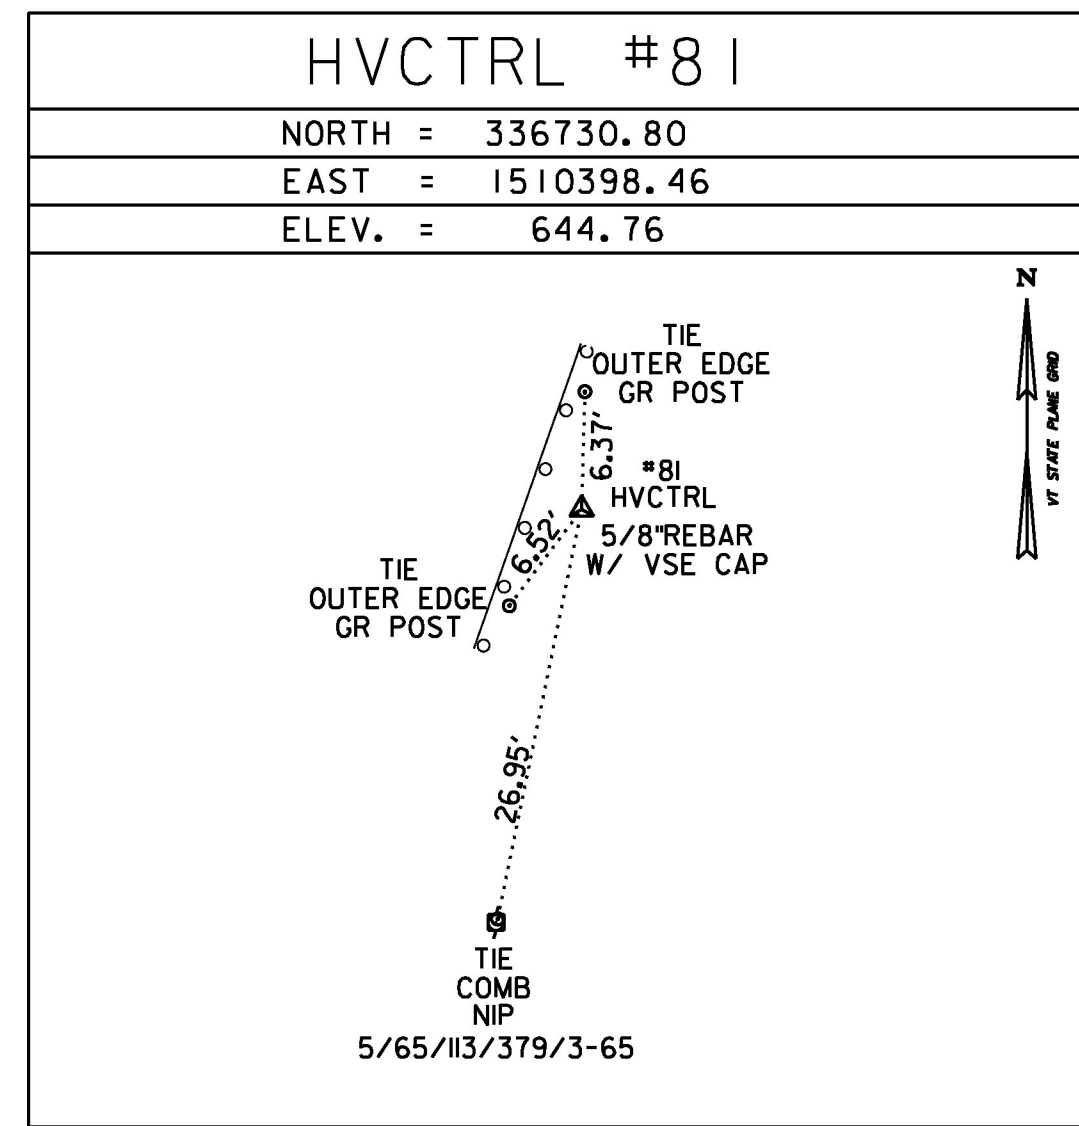 HVCTRL #81
NORTH = 336730.80
EAST = 1510398.46
ELEV. = 644.76
N
VT STATE PLANE GRID
TIE
OUTER EDGE
GR POST
6.37'
#81
HVCTRL
5/8"REBAR
W/ VSE CAP
6.52'
TIE
OUTER EDGE
GR POST
26.95'
TIE
COMB
NIP
5/65/113/379/3-65